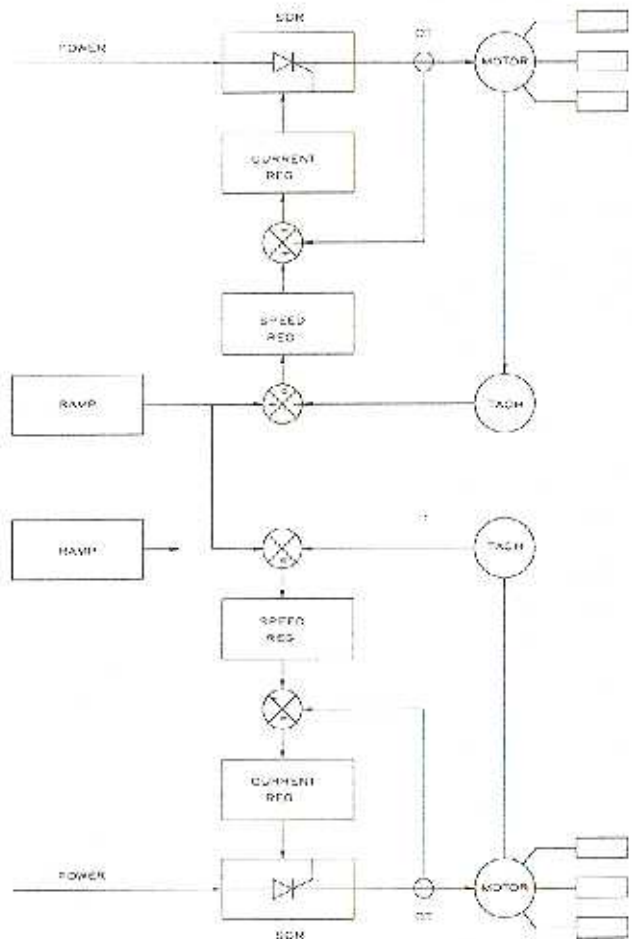 SCR
POWER
CT
MOTOR
CURRENT
REG
SPEED
REG
RAMP
TACH
RAMP
TACH
SPEED
REG
CURRENT
REG
POWER
MOTOR
CT
SCR